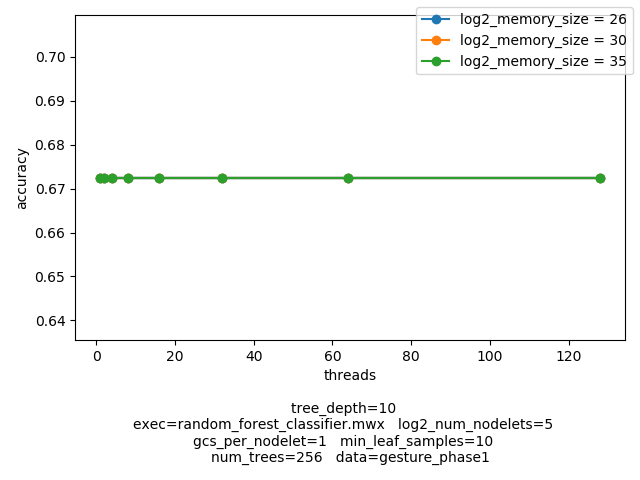 log2_memory_size = 26
log2_memory_size = 30
log2_memory_size = 35
0.70
0.69
0.68
0.67
0.66
0.65
0.64
accuracy
0 20 40 60 80 100 120
threads
tree_depth=10
exec=random_forest_classifier.mwx log2_num_nodelets=5
gcs_per_nodelet=1 min_leaf_samples=10
num_trees=256 data=gesture_phase1